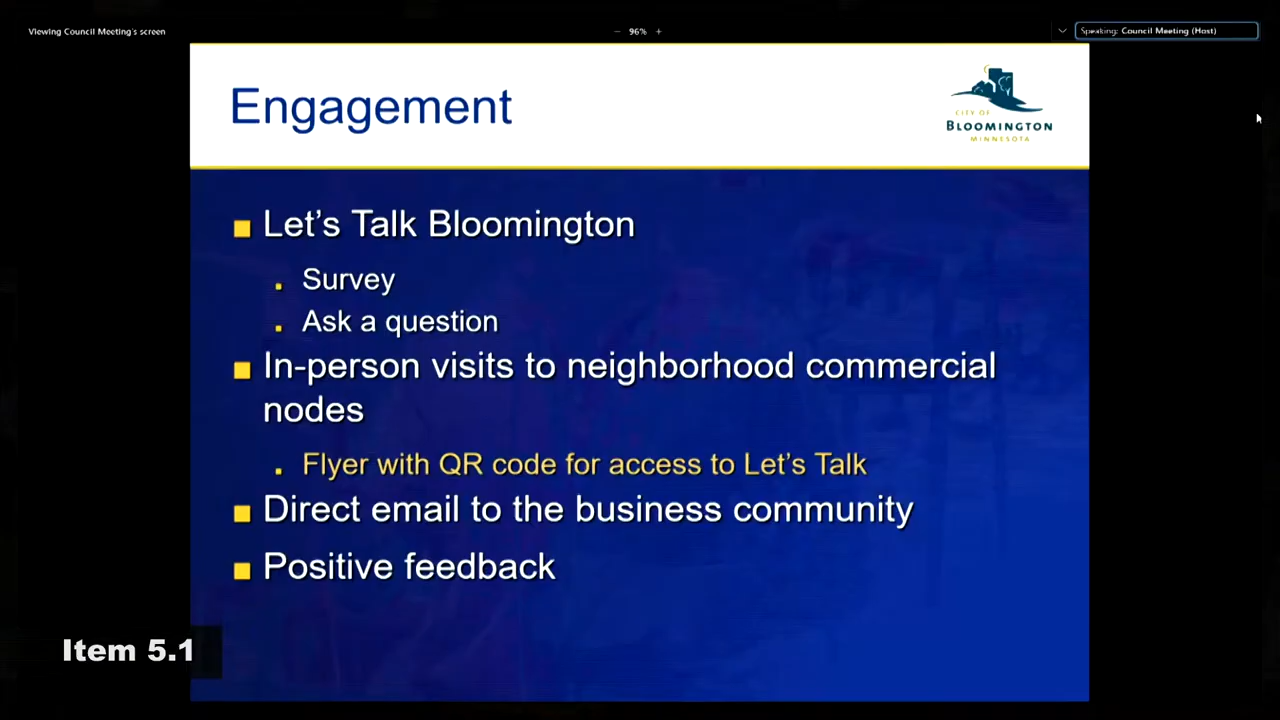 Viewing Council Meeting's screen
96%
Speaking: Council Meeting (Host)
Engagement
CITY OF
BLOOMINGTON
MINNESOTA
Let's Talk Bloomington
Survey
Ask a question
In-person visits to neighborhood commercial
nodes
Flyer with QR code for access to Let's Talk
Direct email to the business community
Positive feedback
Item 5.1